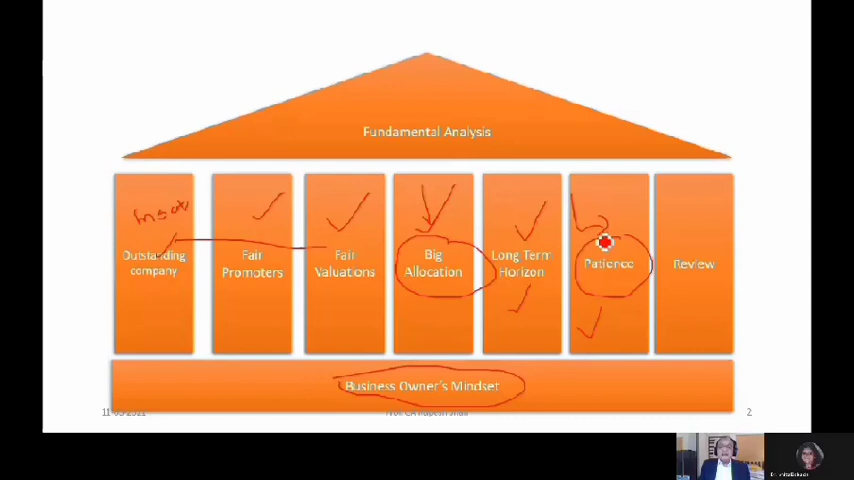 Fundamental Analysis
Outstanding
company
Fair
Promoters
Fair
Valuations
Big
Allocation
Long Term
Horizon
Patience
Review
Business Owner's Mindset
2